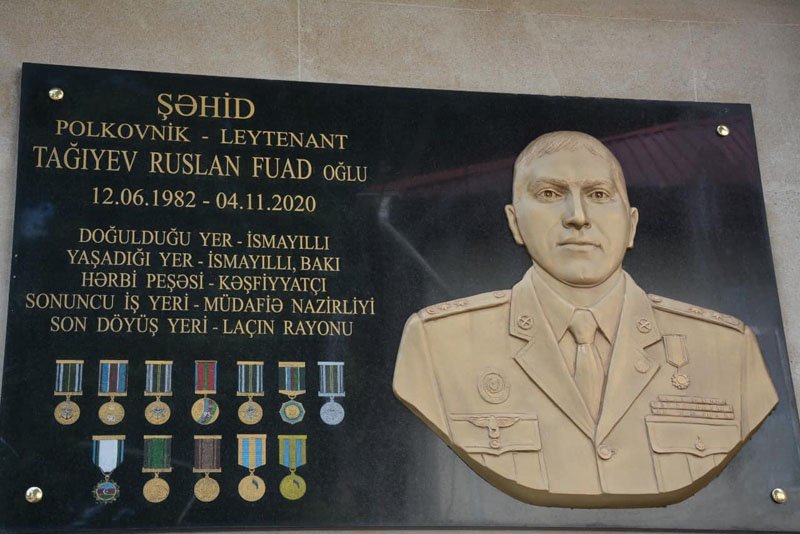 ŞƏHİD
POLKOVNİK - LEYTENANT
TAĞIYEV RUSLAN FUAD OĞLU
12.06.1982 - 04.11.2020
DOĞULDUĞU YER - İSMAYILLI
YAŞADIĞI YER - İSMAYILLI, BAKI
HƏRBİ PEŞƏSİ - KƏŞFİYYATÇI
SONUNCU İŞ YERİ - MÜDAFİƏ NAZİRLİYİ
SON DÖYÜŞ YERİ - LAÇIN RAYONU